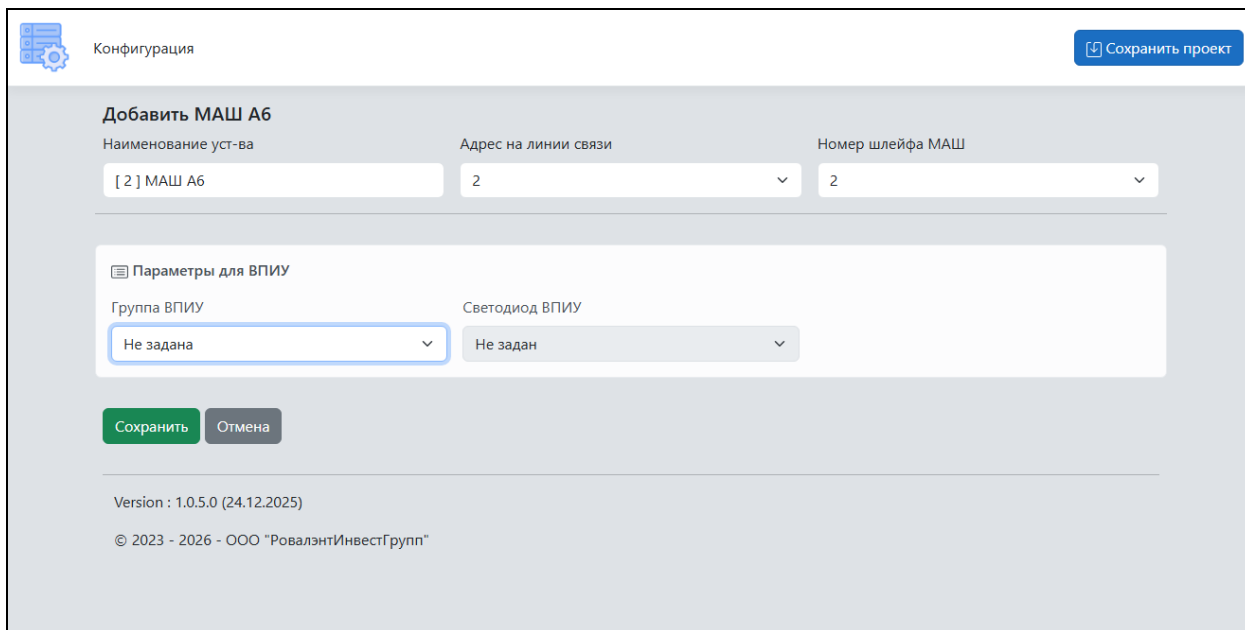 Конфигурация
Сохранить проект
Добавить МАШ А6
Наименование уст-ва
Адрес на линии связи
Номер шлейфа МАШ
[ 2 ] МАШ А6
2
2
Параметры для ВПИУ
Группа ВПИУ
Светодиод ВПИУ
Не задана
Не задан
Сохранить
Отмена
Version : 1.0.5.0 (24.12.2025)
© 2023 - 2026 - ООО "РовалэнтИнвестГрупп"